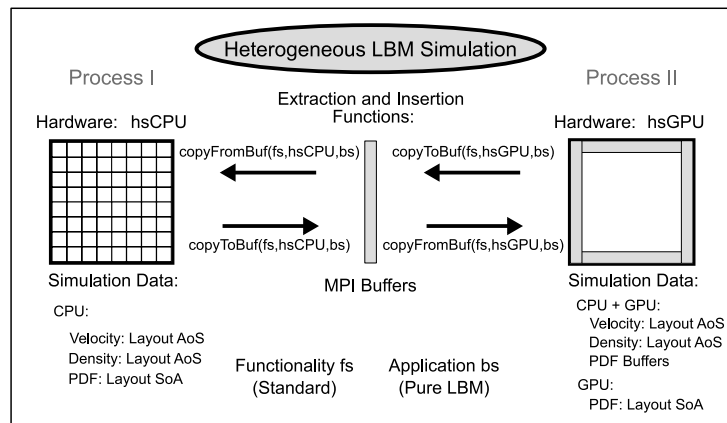 Heterogeneous LBM Simulation
Process I
Process II
Extraction and Insertion
Functions:
Hardware: hsCPU
Hardware: hsGPU
copyFromBuf(fs,hsCPU,bs)
copyToBuf(fs,hsGPU,bs)
copyToBuf(fs,hsCPU,bs)
copyFromBuf(fs,hsGPU,bs)
MPI Buffers
Simulation Data:
CPU:
Velocity: Layout AoS
Density: Layout AoS
PDF: Layout SoA
Functionality fs
(Standard)
Application bs
(Pure LBM)
Simulation Data:
CPU + GPU:
Velocity: Layout AoS
Density: Layout AoS
PDF Buffers
GPU:
PDF: Layout SoA